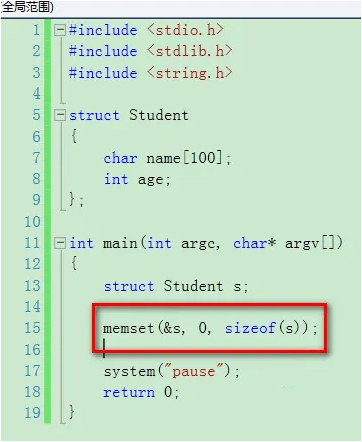 全局范围)
1 #include <stdio.h>
2 #include <stdlib.h>
3 #include <string.h>
4
5 struct Student
6 {
7 char name[100];
8 int age;
9 };
10
11 int main(int argc, char* argv[])
12 {
13 struct Student s;
14
15 memset(&s, 0, sizeof(s));
16
17 system("pause");
18 return 0;
19 }